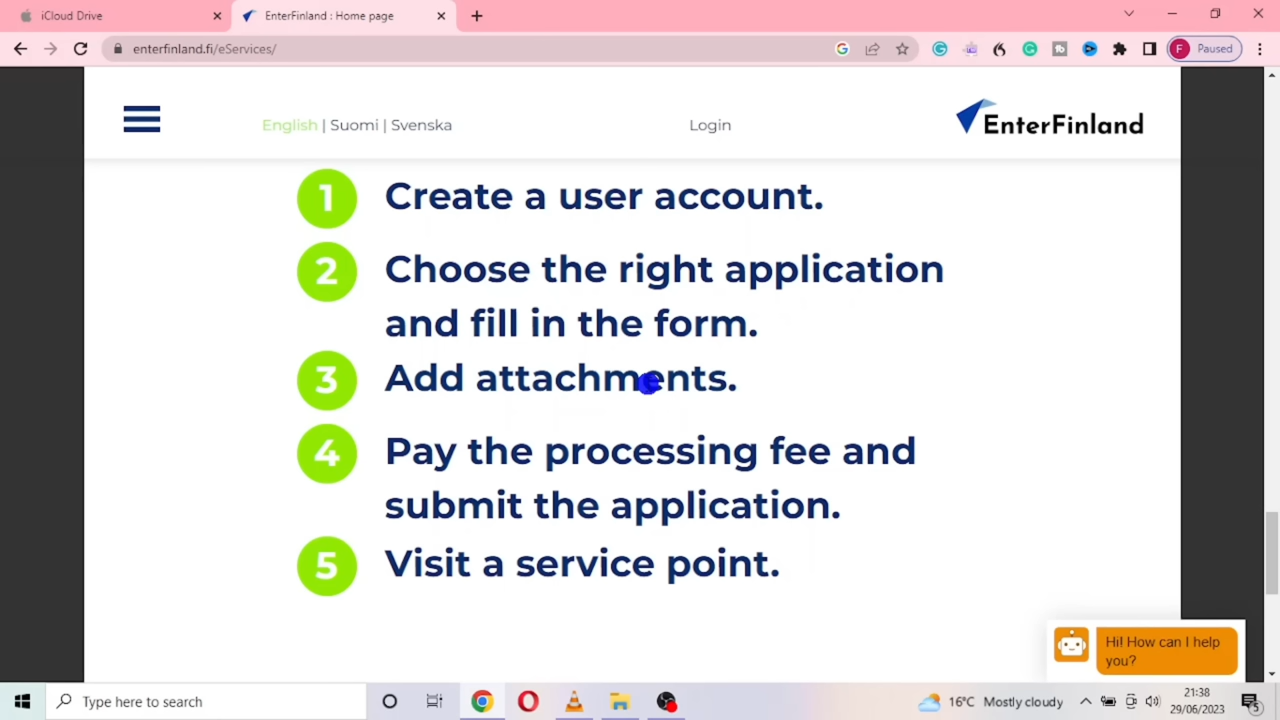 iCloud Drive
EnterFinland : Home page
enterfinland.fi/eServices/
F Paused
English | Suomi | Svenska
Login
EnterFinland
1 Create a user account.
2 Choose the right application
and fill in the form.
3 Add attachments.
4 Pay the processing fee and
submit the application.
5 Visit a service point.
Hi! How can I help
you?
Type here to search
16°C Mostly cloudy
21:38
29/06/2023
5